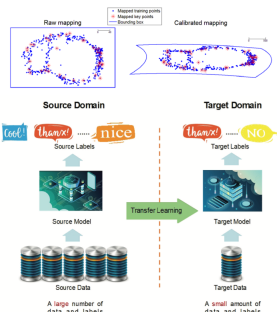 Raw mapping
Mapped training points
Mapped key points
Bounding box
Calibrated mapping
Source Domain
Target Domain
Cool!
thanx!
......
nice
thanx!
......
NO
Source Labels
Target Labels
Transfer Learning
Source Model
Target Model
Source Data
Target Data
A large number of
data and labels
A small amount of
data and labels